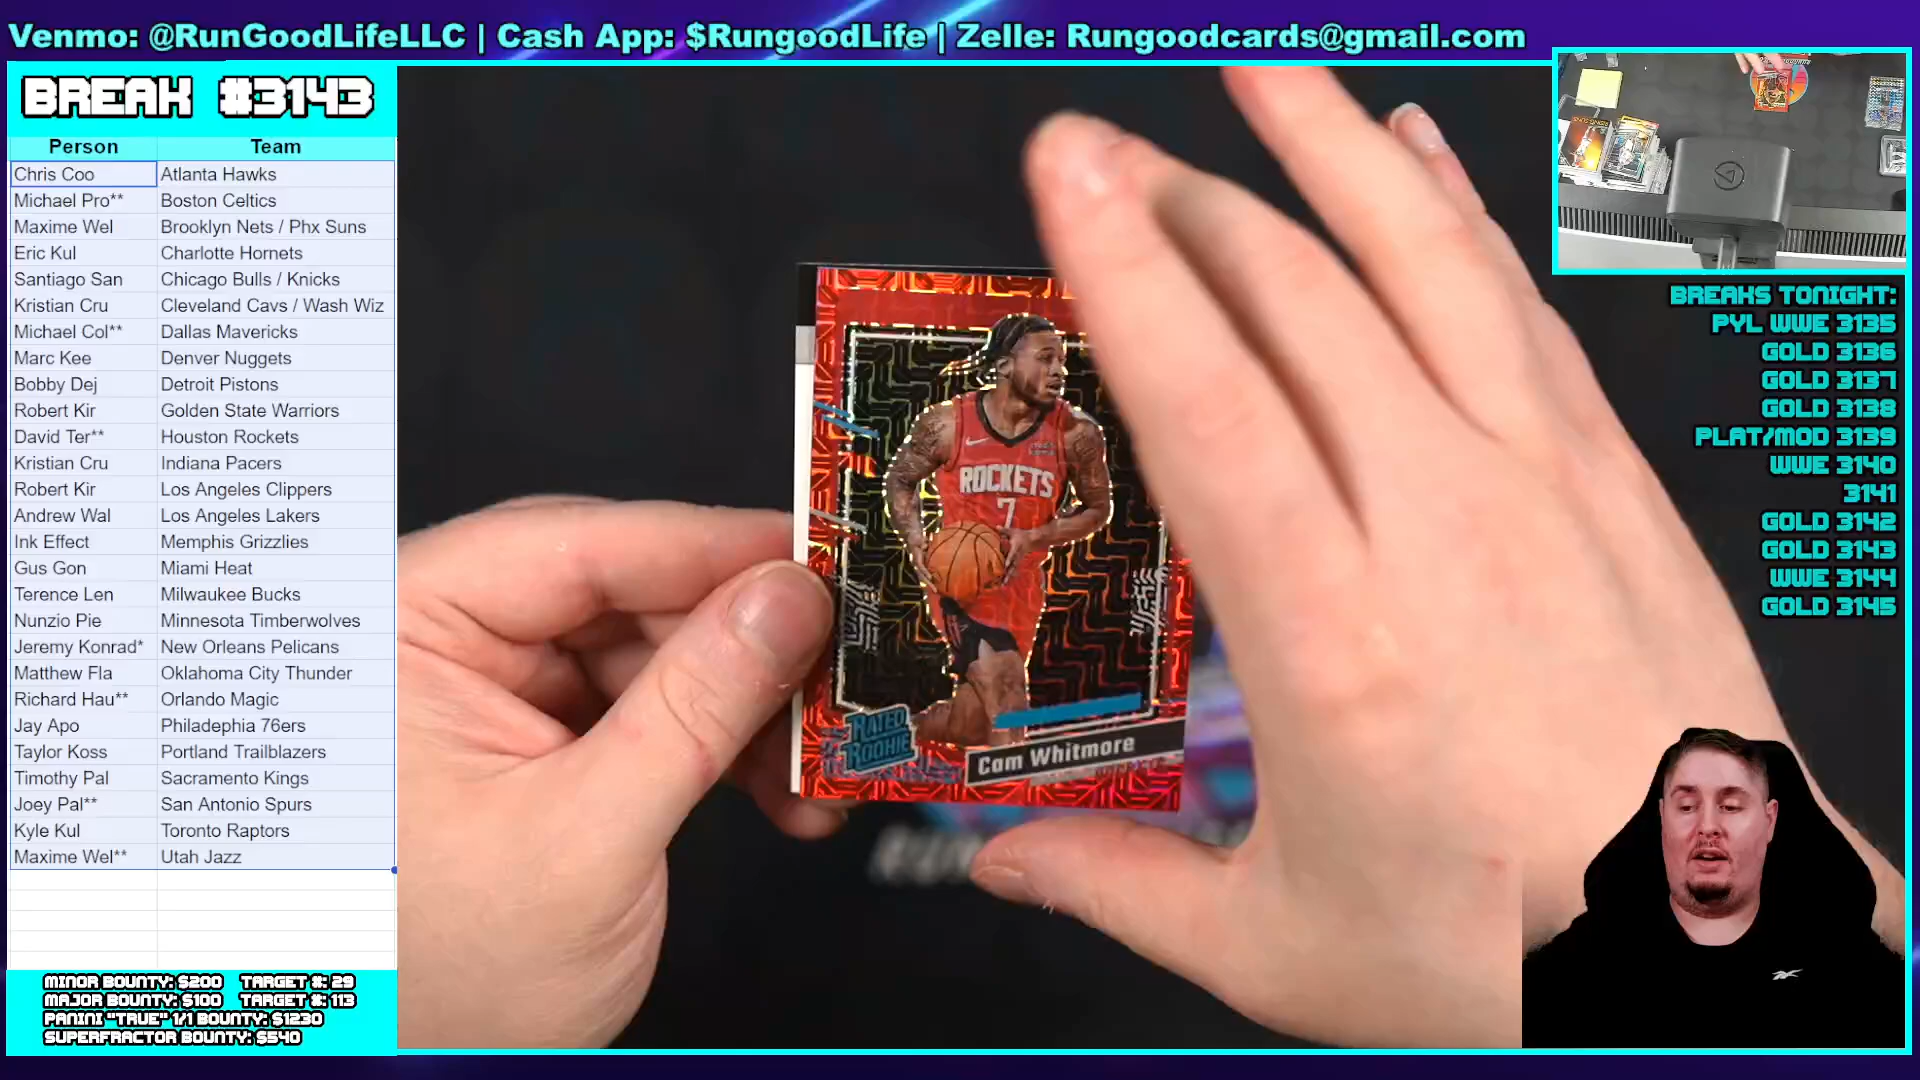 Venmo: @RunGoodLifeLLC | Cash App: $RungoodLife | Zelle: Rungoodcards@gmail.com
BREAK #3143
Person Team
Chris Coo Atlanta Hawks
Michael Pro** Boston Celtics
Maxime Wel Brooklyn Nets / Phx Suns
Eric Kul Charlotte Hornets
Santiago San Chicago Bulls / Knicks
Kristian Cru Cleveland Cavs / Wash Wiz
Michael Col** Dallas Mavericks
Marc Kee Denver Nuggets
Bobby Dej Detroit Pistons
Robert Kir Golden State Warriors
David Ter** Houston Rockets
Kristian Cru Indiana Pacers
Robert Kir Los Angeles Clippers
Andrew Wal Los Angeles Lakers
Ink Effect Memphis Grizzlies
Gus Gon Miami Heat
Terence Len Milwaukee Bucks
Nunzio Pie Minnesota Timberwolves
Jeremy Konrad* New Orleans Pelicans
Matthew Fla Oklahoma City Thunder
Richard Hau** Orlando Magic
Jay Apo Philadephia 76ers
Taylor Koss Portland Trailblazers
Timothy Pal Sacramento Kings
Joey Pal** San Antonio Spurs
Kyle Kul Toronto Raptors
Maxime Wel** Utah Jazz
MINOR BOUNTY: $200 TARGET #: 29
MAJOR BOUNTY: $100 TARGET #: 113
PANINI "TRUE" 1/1 BOUNTY: $1230
SUPERFRACTOR BOUNTY: $540
ROCKETS
7
RATED
ROOKIE
Cam Whitmore
BREAKS TONIGHT:
PYL WWE 3135
GOLD 3136
GOLD 3137
GOLD 3138
PLAT/MOD 3139
WWE 3140
3141
GOLD 3142
GOLD 3143
WWE 3144
GOLD 3145